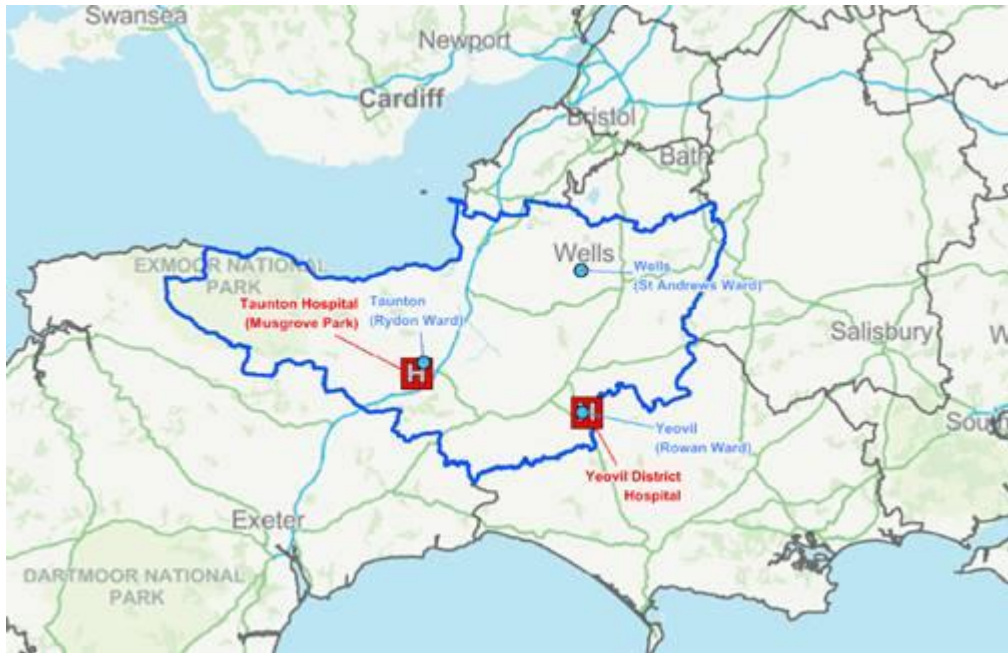 Swansea
Newport
Cardiff
Bristol
Bath
EXMOOR NATIONAL
PARK
Wells
Wells
(St Andrews Ward)
Taunton Hospital
(Musgrove Park)
Taunton
(Rydon Ward)
H
Salisbury
Yeovil
(Rowan Ward)
Yeovil District
Hospital
Exeter
DARTMOOR NATIONAL
PARK